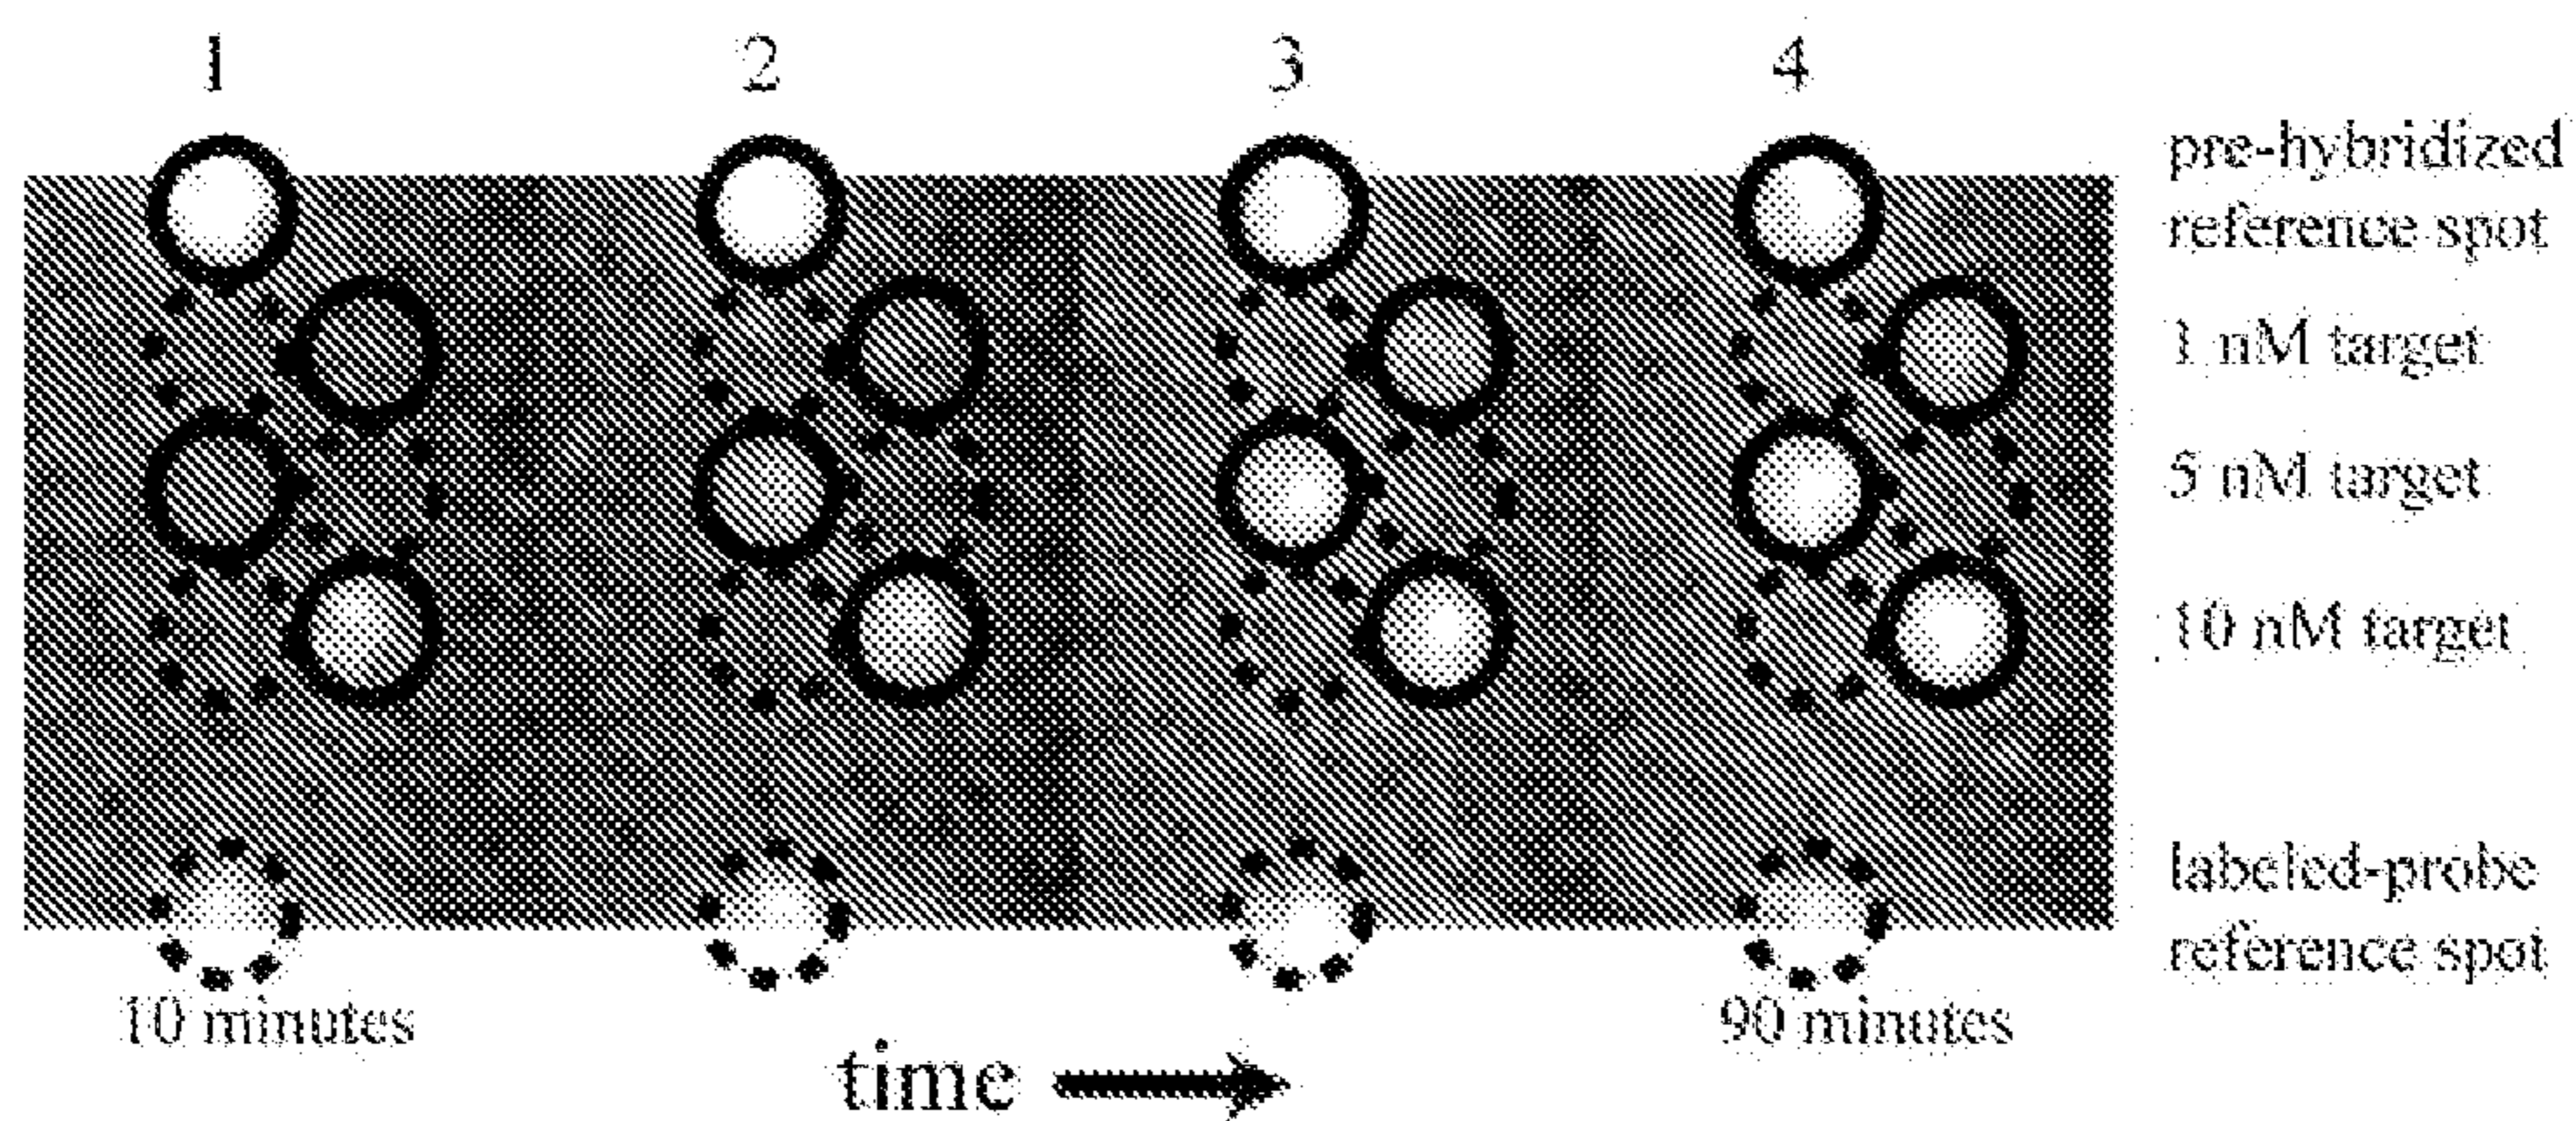 1 2 3 4
pre-hybridized
reference spot
1 nM target
5 nM target
10 nM target
labeled-probe
reference spot
10 minutes
90 minutes
time